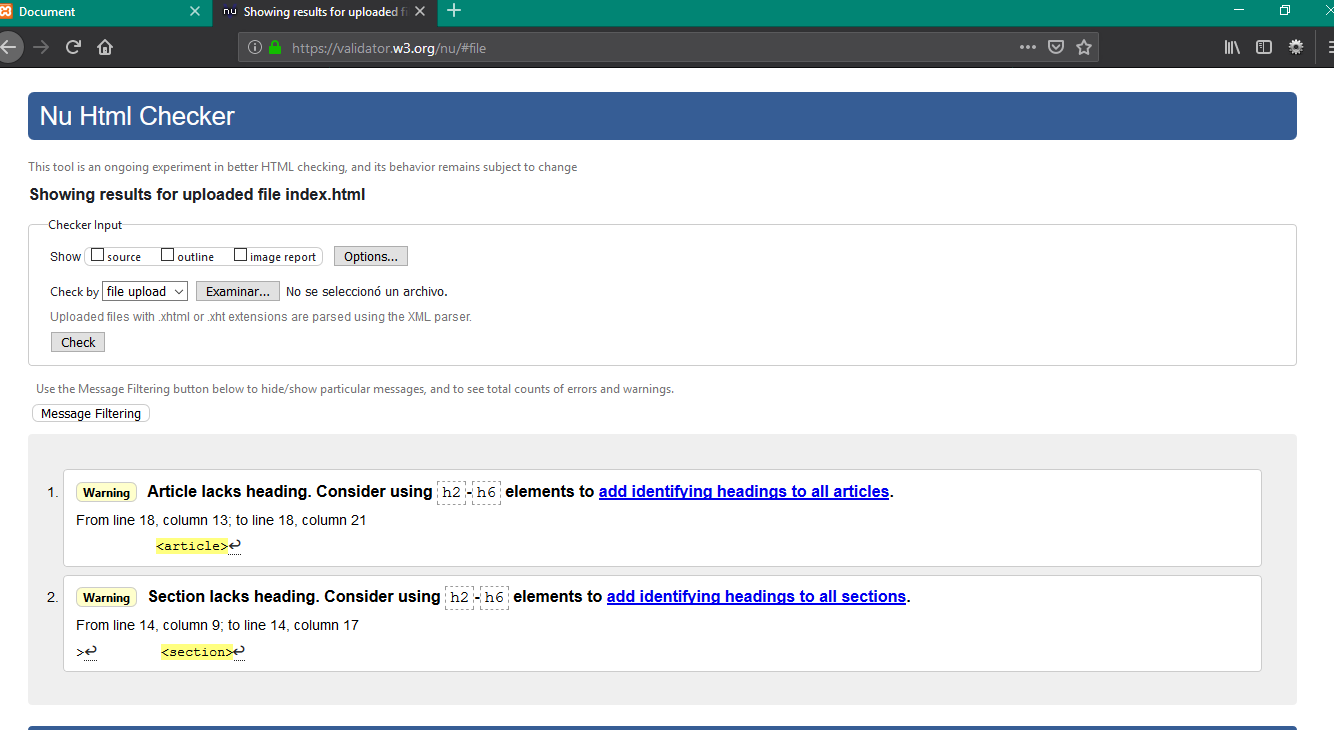 Document
nu Showing results for uploaded fi
https://validator.w3.org/nu/#file
Nu Html Checker
This tool is an ongoing experiment in better HTML checking, and its behavior remains subject to change
Showing results for uploaded file index.html
Checker Input
Show source outline image report Options...
Check by file upload Examinar... No se seleccionó un archivo.
Uploaded files with .xhtml or .xht extensions are parsed using the XML parser.
Check
Use the Message Filtering button below to hide/show particular messages, and to see total counts of errors and warnings.
Message Filtering
1. Warning Article lacks heading. Consider using h2-h6 elements to add identifying headings to all articles.
From line 18, column 13; to line 18, column 21
<article>↩
2. Warning Section lacks heading. Consider using h2-h6 elements to add identifying headings to all sections.
From line 14, column 9; to line 14, column 17
>↩ <section>↩